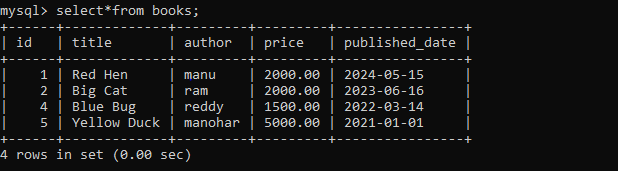 mysql> select*from books;
+------+-------------+---------+---------+----------------+
| id   | title       | author  | price   | published_date |
+------+-------------+---------+---------+----------------+
|    1 | Red Hen     | manu    | 2000.00 | 2024-05-15     |
|    2 | Big Cat     | ram     | 2000.00 | 2023-06-16     |
|    4 | Blue Bug    | reddy   | 1500.00 | 2022-03-14     |
|    5 | Yellow Duck | manohar | 5000.00 | 2021-01-01     |
+------+-------------+---------+---------+----------------+
4 rows in set (0.00 sec)